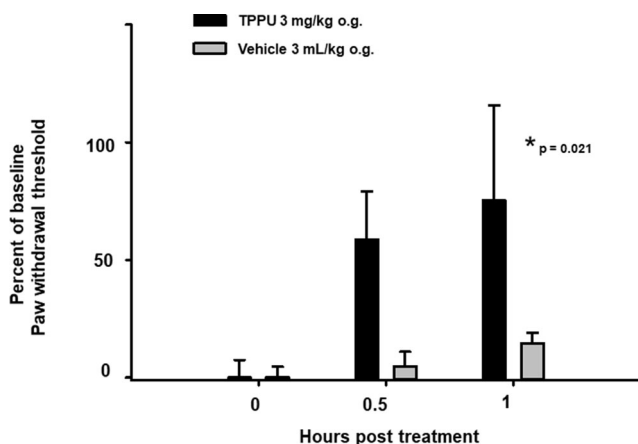 TPPU 3 mg/kg o.g.
Vehicle 3 mL/kg o.g.
Percent of baseline
Paw withdrawal threshold
100
50
0
* p = 0.021
0
0.5
1
Hours post treatment